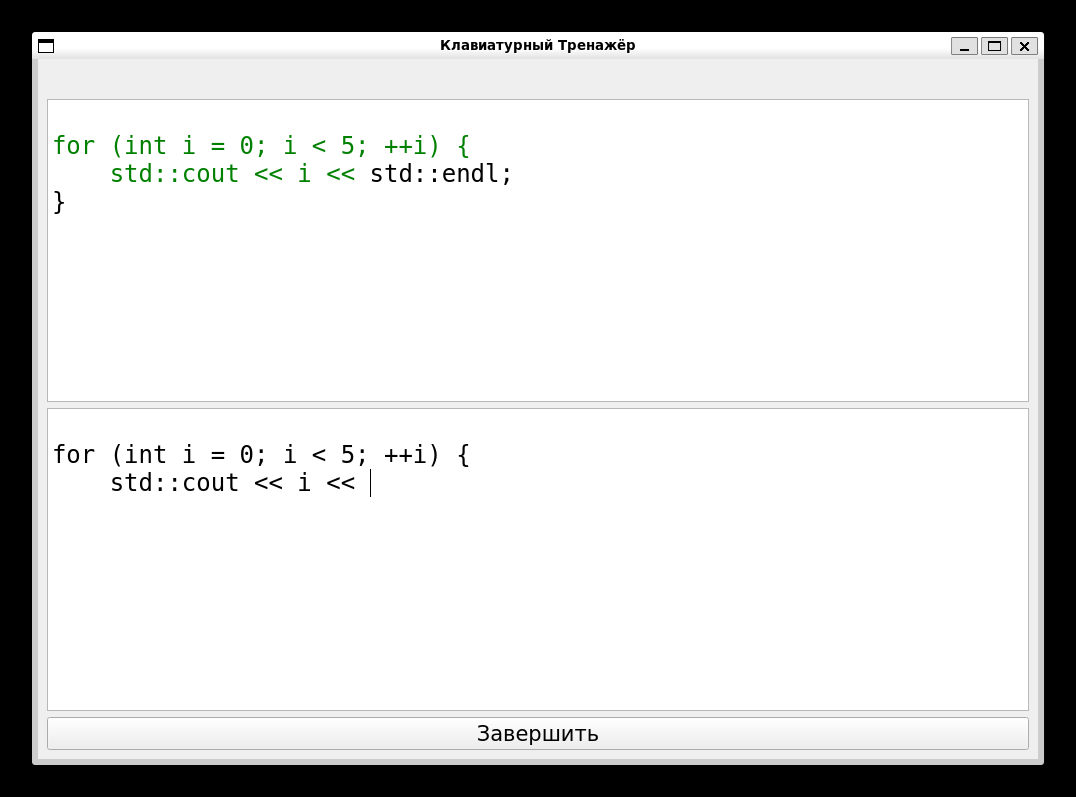 Клавиатурный Тренажёр
for (int i = 0; i < 5; ++i) {
    std::cout << i << std::endl;
}
for (int i = 0; i < 5; ++i) {
    std::cout << i <<
Завершить